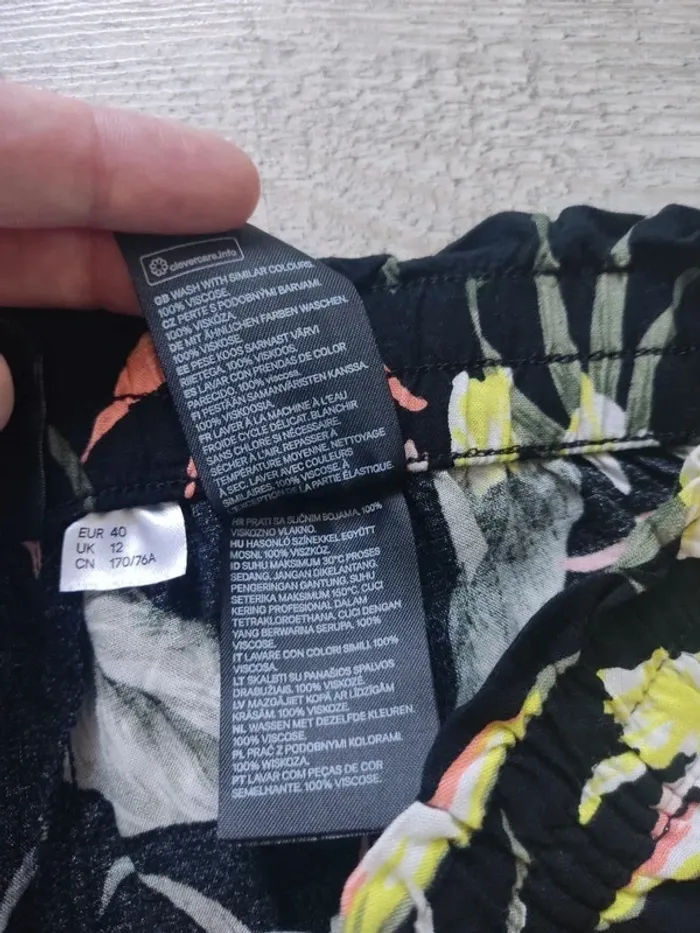 clevercare.info
GB WASH WITH SIMILAR COLOURS.
100% VISCOSE.
CZ PERTE S PODOBNÝMI BARVAMI.
100% VISKÓZA.
DE MIT ÄHNLICHEN FARBEN WASCHEN.
100% VISKOSE.
EE PESE KOOS SARNAST VÄRVI
RIIETEGA. 100% VISKOOS.
ES LAVAR CON PRENDAS DE COLOR
PARECIDO. 100% VISCOSA.
FI PESTÄVÄ SAMANVÄRISTEN KANSSA.
100% VISKOOSIA.
FR LAVER À LA MACHINE À L'EAU
FROIDE CYCLE DÉLICAT. BLANCHIR
SANS CHLORE SI NÉCESSAIRE.
SÉCHER À L'AIR. REPASSER À
TEMPÉRATURE MOYENNE. NETTOYAGE
À SEC. LAVER AVEC COULEURS
SIMILAIRES. 100% VISCOSE. À
L'EXCEPTION DE LA PARTIE ÉLASTIQUE.
HR PRATI SA SLIČNIM BOJAMA. 100%
VISKOZNO VLAKNO.
HU HASONLÓ SZÍNEKKEL EGYÜTT
MOSNI. 100% VISZKÓZ.
ID SUHU MAKSIMUM 30°C PROSES
SEDANG. JANGAN DIKELANTANG.
PENGERINGAN GANTUNG. SUHU
SETERIKA MAKSIMUM 150°C. CUCI
KERING PROFESIONAL DALAM
TETRAKLOROETHANA. CUCI DENGAN
YANG BERWARNA SERUPA. 100%
VISCOSE.
IT LAVARE CON COLORI SIMILI. 100%
VISCOSA.
LT SKALBTI SU PANAŠIOS SPALVOS
DRABUŽIAIS. 100% VISKOZĖ.
LV MAZGĀJIET KOPĀ AR LĪDZĪGĀM
KRĀSĀM. 100% VISKOZE.
NL WASSEN MET DEZELFDE KLEUREN.
100% VISCOSE.
PL PRAĆ Z PODOBNYMI KOLORAMI.
100% WISKOZA.
PT LAVAR COM PEÇAS DE COR
SEMELHANTE. 100% VISCOSE.
EUR 40
UK 12
CN 170/76A